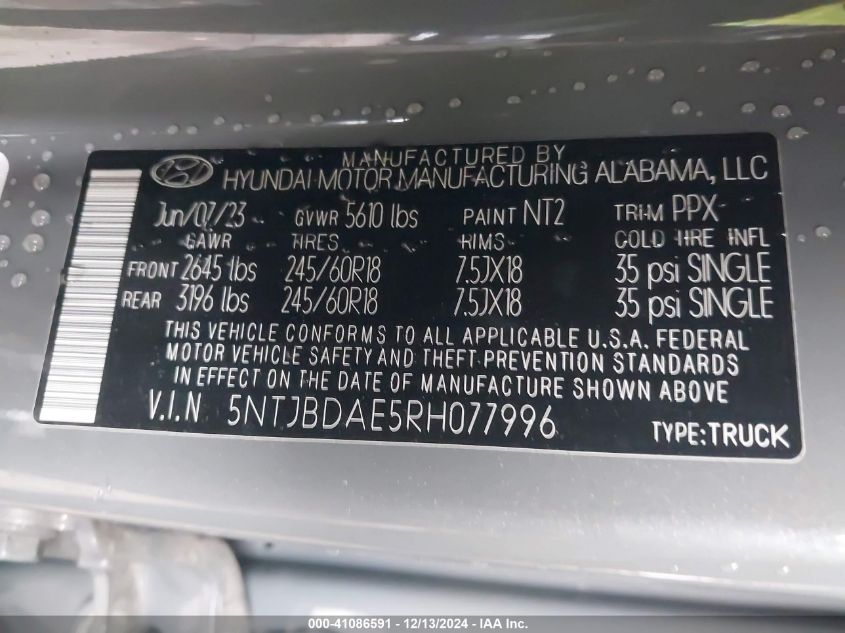 MANUFACTURED BY
HYUNDAI MOTOR MANUFACTURING ALABAMA, LLC
Jun/07/23 GVWR 5610 lbs PAINT NT2 TRIM PPX
GAWR TIRES RIMS COLD TIRE INFL
FRONT 2645 lbs 245/60R18 7.5JX18 35 psi SINGLE
REAR 3196 lbs 245/60R18 7.5JX18 35 psi SINGLE
THIS VEHICLE CONFORMS TO ALL APPLICABLE U.S.A. FEDERAL
MOTOR VEHICLE SAFETY AND THEFT PREVENTION STANDARDS
IN EFFECT ON THE DATE OF MANUFACTURE SHOWN ABOVE
V.I.N 5NTJBDAE5RH077996 TYPE:TRUCK
000-41086591 - 12/13/2024 - IAA Inc.